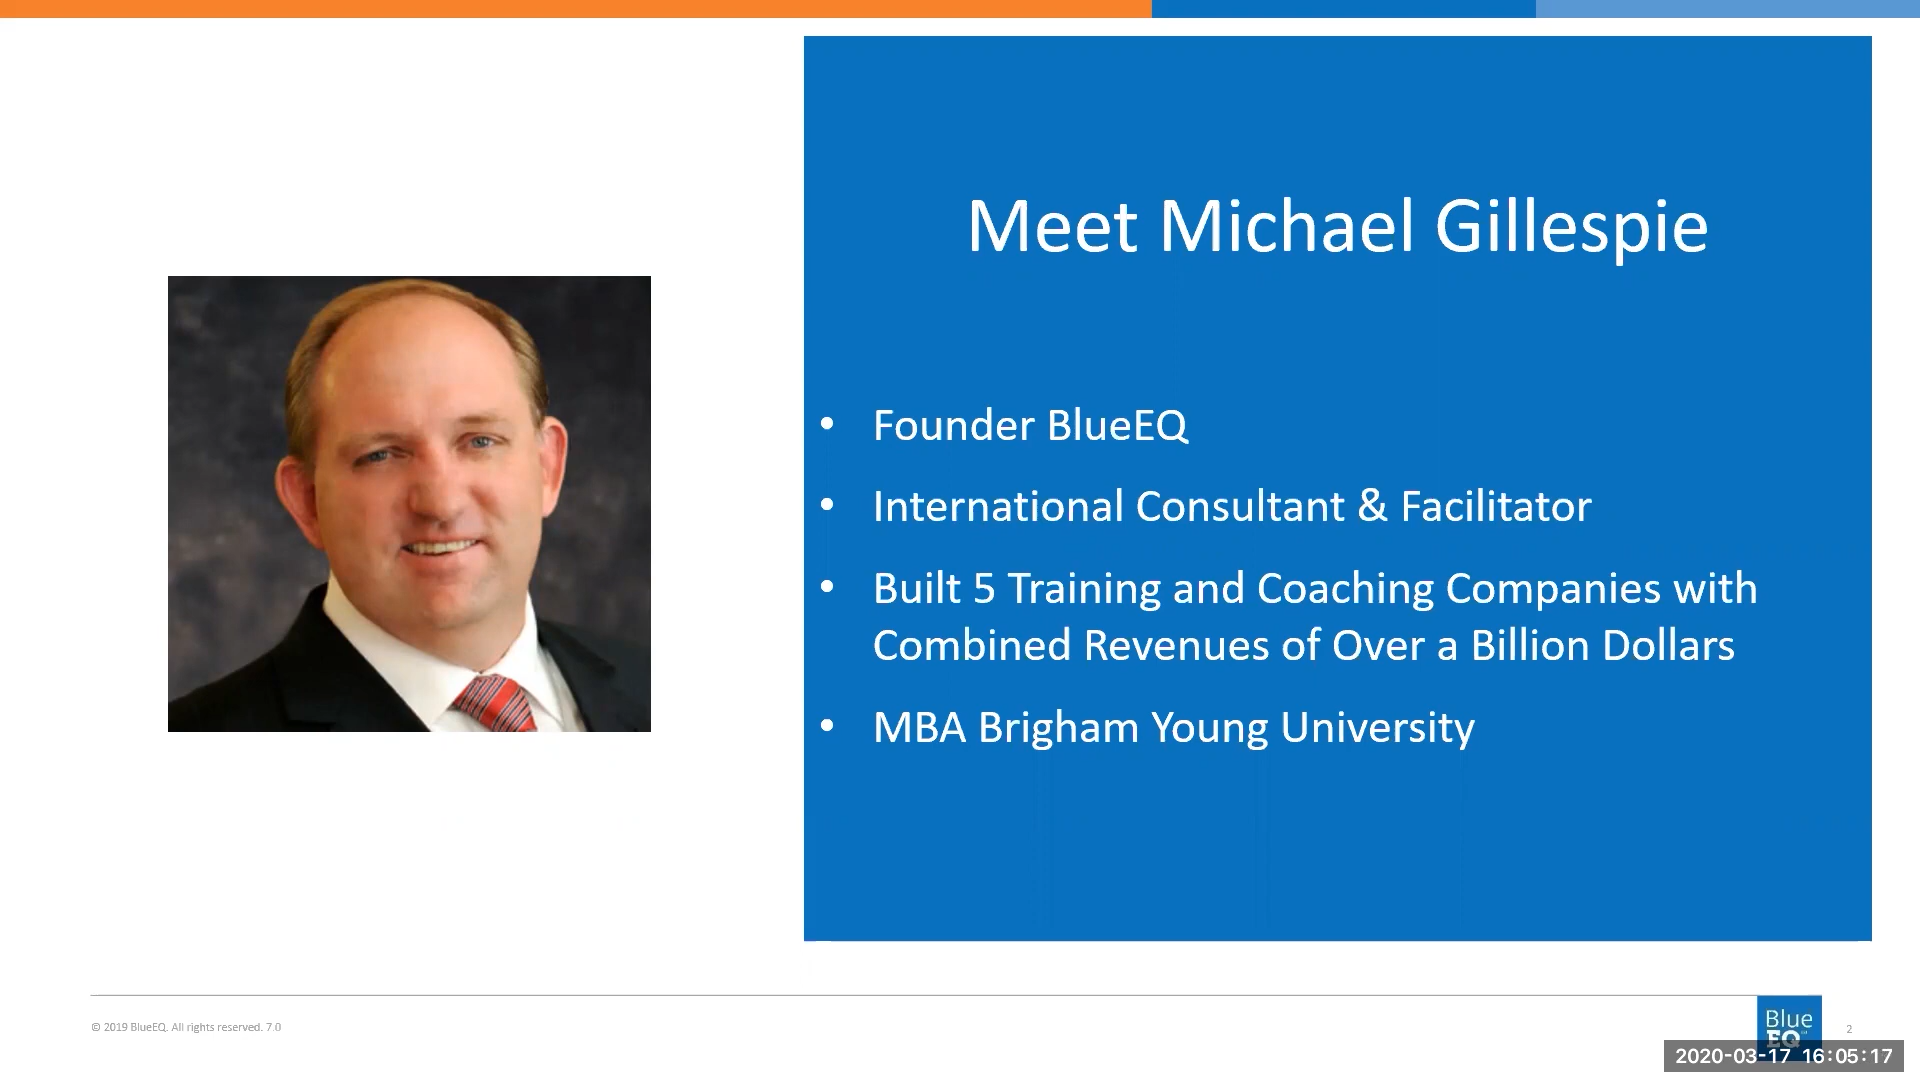 Meet Michael Gillespie
• Founder BlueEQ
• International Consultant & Facilitator
• Built 5 Training and Coaching Companies with
Combined Revenues of Over a Billion Dollars
• MBA Brigham Young University
© 2019 BlueEQ. All rights reserved. 7.0
Blue
EQ™
2
2020-03-17 16:05:17